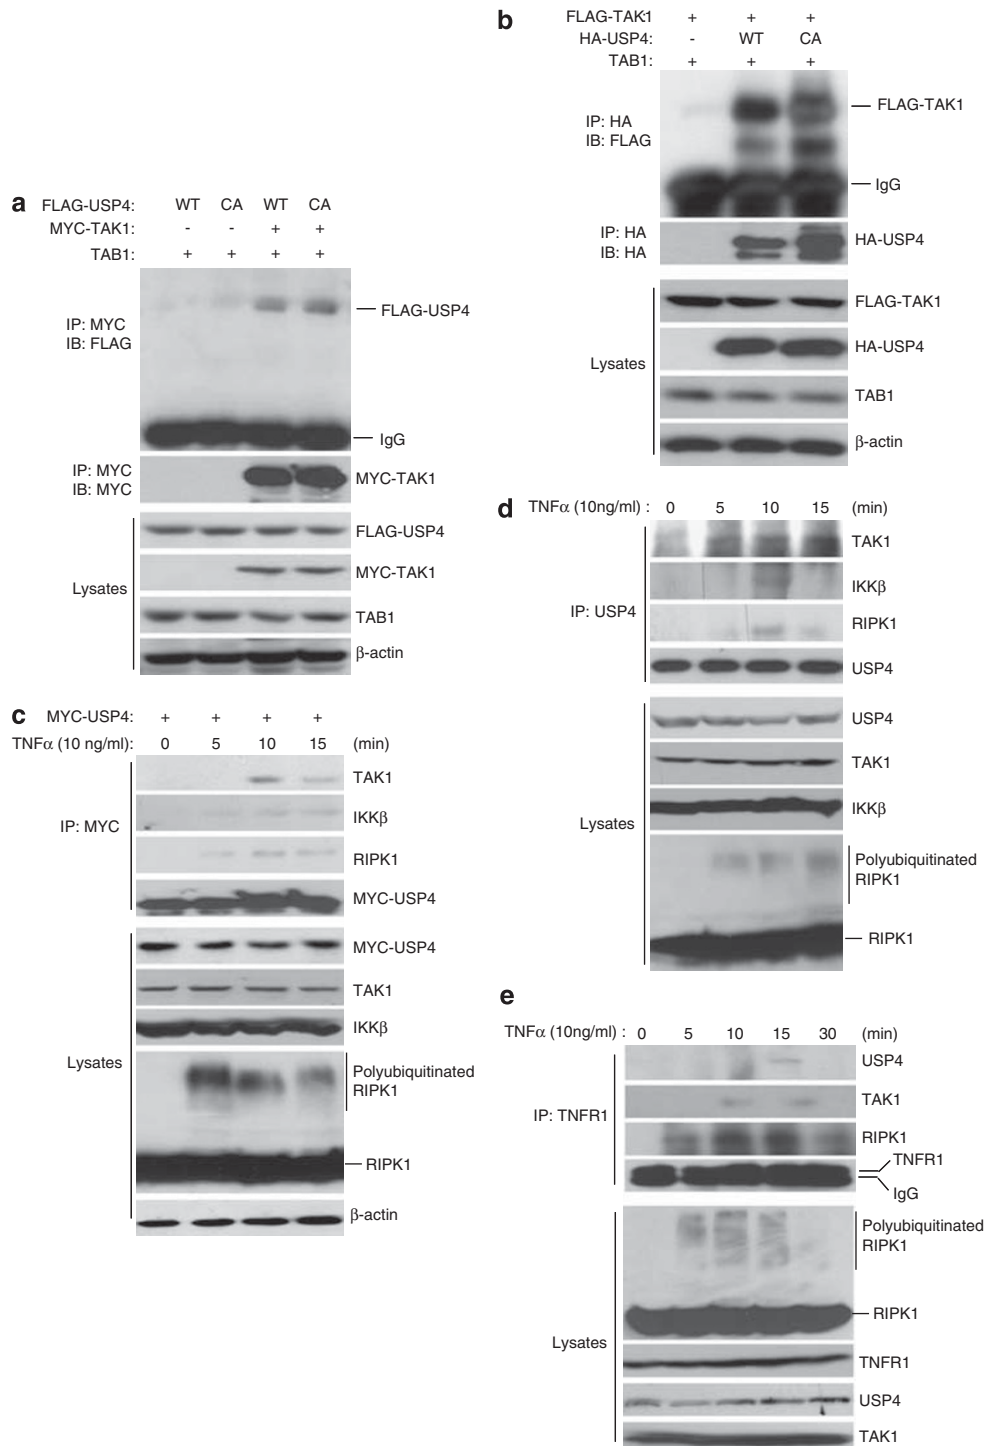 a
FLAG-USP4: WT CA WT CA
MYC-TAK1: - - + +
TAB1: + + + +
IP: MYC
IB: FLAG
FLAG-USP4
IgG
IP: MYC
IB: MYC
MYC-TAK1
Lysates
FLAG-USP4
MYC-TAK1
TAB1
β-actin
b
FLAG-TAK1 + + +
HA-USP4: - WT CA
TAB1: + + +
IP: HA
IB: FLAG
FLAG-TAK1
IgG
IP: HA
IB: HA
HA-USP4
Lysates
FLAG-TAK1
HA-USP4
TAB1
β-actin
c
MYC-USP4: + + + +
TNFα (10 ng/ml): 0 5 10 15 (min)
IP: MYC
TAK1
IKKβ
RIPK1
MYC-USP4
Lysates
MYC-USP4
TAK1
IKKβ
Polyubiquitinated
RIPK1
RIPK1
β-actin
d
TNFα (10ng/ml) : 0 5 10 15 (min)
IP: USP4
TAK1
IKKβ
RIPK1
USP4
Lysates
USP4
TAK1
IKKβ
Polyubiquitinated
RIPK1
RIPK1
e
TNFα (10ng/ml) : 0 5 10 15 30 (min)
IP: TNFR1
USP4
TAK1
RIPK1
TNFR1
IgG
Lysates
Polyubiquitinated
RIPK1
RIPK1
TNFR1
USP4
TAK1